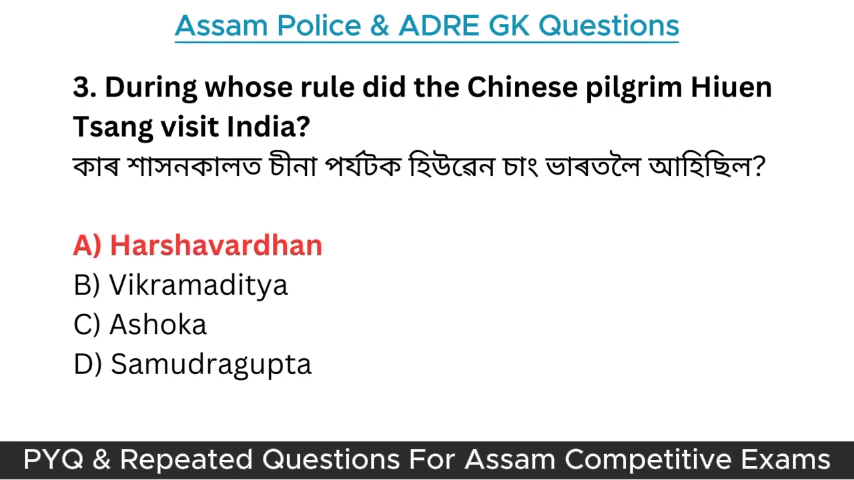 Assam Police & ADRE GK Questions
3. During whose rule did the Chinese pilgrim Hiuen
Tsang visit India?
কাৰ শাসনকালত চীনা পৰ্যটক হিউৱেন চাং ভাৰতলৈ আহিছিল?
A) Harshavardhan
B) Vikramaditya
C) Ashoka
D) Samudragupta
PYQ & Repeated Questions For Assam Competitive Exams